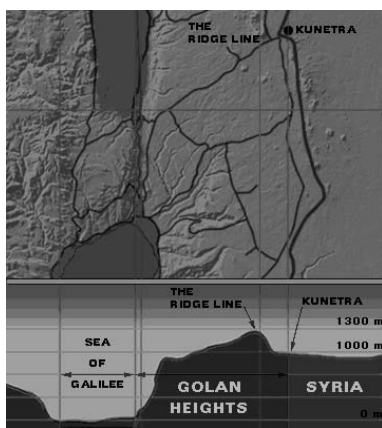 THE
RIDGE LINE
KUNETRA
THE
RIDGE LINE
KUNETRA
1300 m
SEA
OF
GALILEE
1000 m
GOLAN
HEIGHTS
SYRIA
0 m